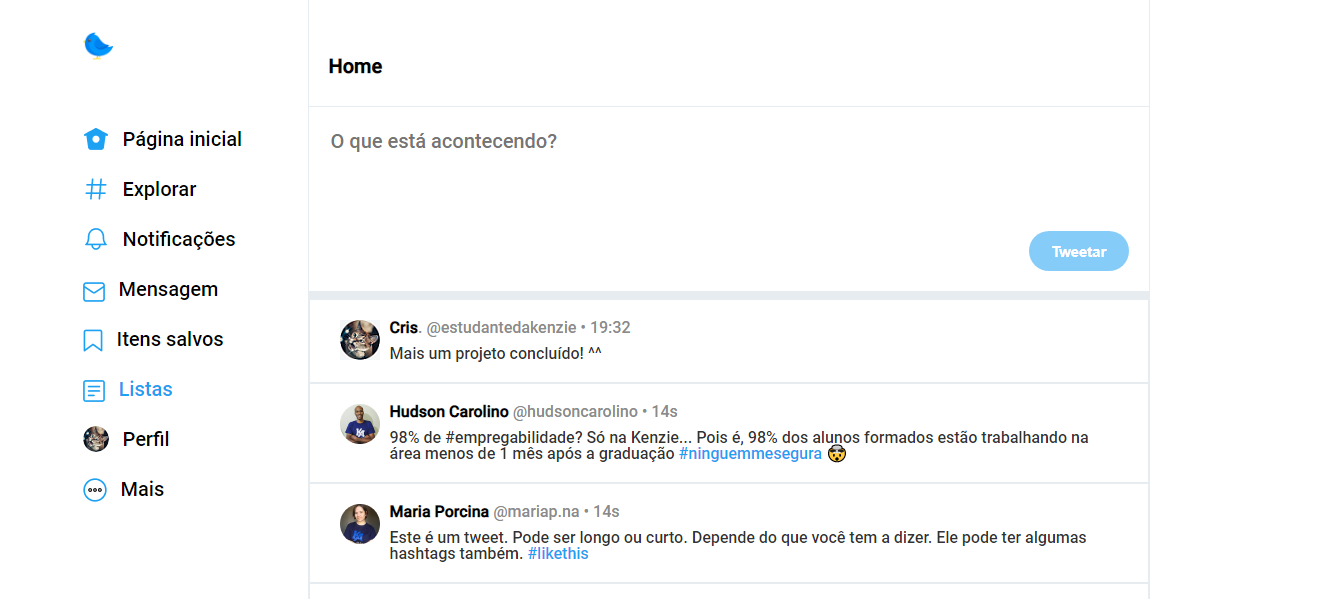 Home
Página inicial
Explorar
Notificações
Mensagem
Itens salvos
Listas
Perfil
Mais
O que está acontecendo?
Tweetar
Cris. @estudantedakenzie • 19:32
Mais um projeto concluído! ^^
Hudson Carolino @hudsoncarolino • 14s
98% de #empregabilidade? Só na Kenzie... Pois é, 98% dos alunos formados estão trabalhando na
área menos de 1 mês após a graduação #ninguemmesegura 🤯
Maria Porcina @mariap.na • 14s
Este é um tweet. Pode ser longo ou curto. Depende do que você tem a dizer. Ele pode ter algumas
hashtags também. #likethis